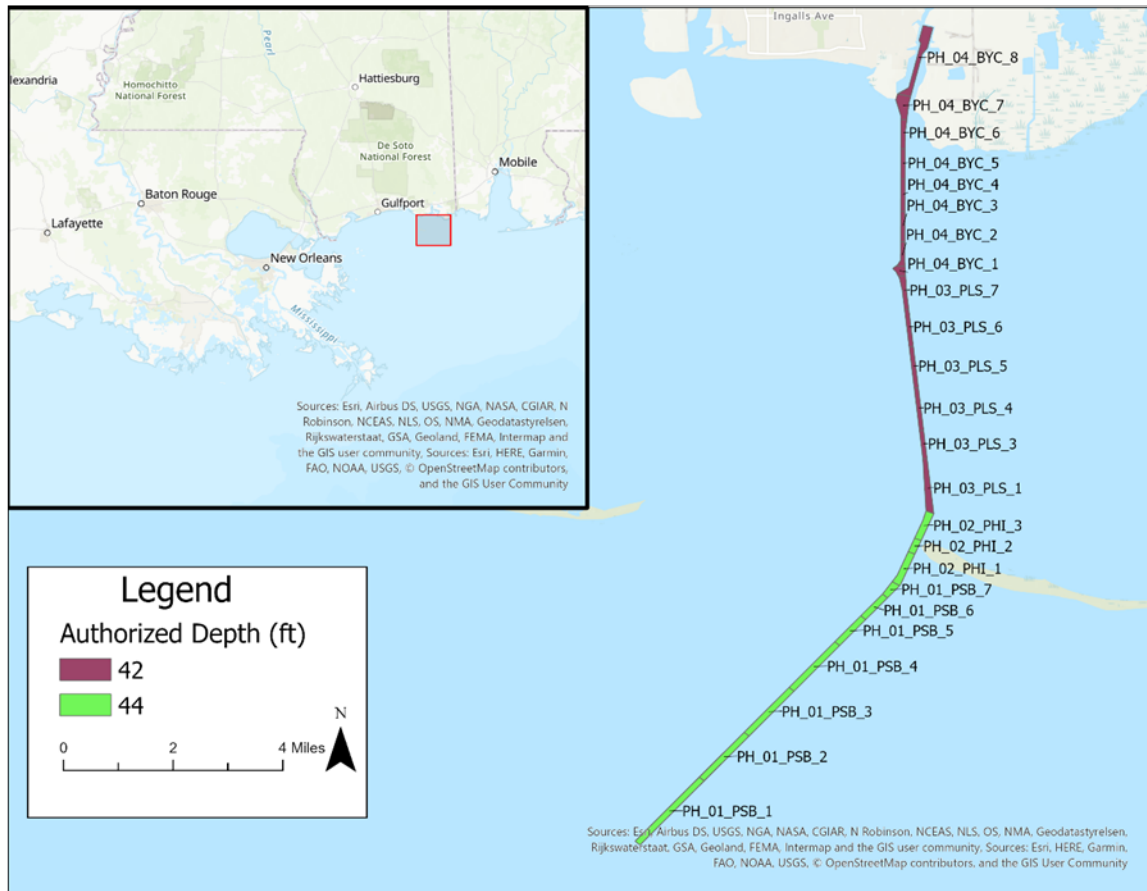 Pearl
lexandria
Homochitto
National Forest
Hattiesburg
De Soto
National Forest
Mobile
Baton Rouge
Gulfport
Lafayette
New Orleans
Mississippi
Sources: Esri, Airbus DS, USGS, NGA, NASA, CGIAR, N
Robinson, NCEAS, NLS, OS, NMA, Geodatastyrelsen,
Rijkswaterstaat, GSA, Geoland, FEMA, Intermap and
the GIS user community, Sources: Esri, HERE, Garmin,
FAO, NOAA, USGS, © OpenStreetMap contributors,
and the GIS User Community
Ingalls Ave
PH_04_BYC_8
PH_04_BYC_7
PH_04_BYC_6
PH_04_BYC_5
PH_04_BYC_4
PH_04_BYC_3
PH_04_BYC_2
PH_04_BYC_1
PH_03_PLS_7
PH_03_PLS_6
PH_03_PLS_5
PH_03_PLS_4
PH_03_PLS_3
PH_03_PLS_1
PH_02_PHI_3
PH_02_PHI_2
PH_02_PHI_1
PH_01_PSB_7
PH_01_PSB_6
PH_01_PSB_5
PH_01_PSB_4
PH_01_PSB_3
PH_01_PSB_2
PH_01_PSB_1
Legend
Authorized Depth (ft)
42
44
N
0 2 4 Miles
Sources: Esri, Airbus DS, USGS, NGA, NASA, CGIAR, N Robinson, NCEAS, NLS, OS, NMA, Geodatastyrelsen,
Rijkswaterstaat, GSA, Geoland, FEMA, Intermap and the GIS user community, Sources: Esri, HERE, Garmin,
FAO, NOAA, USGS, © OpenStreetMap contributors, and the GIS User Community